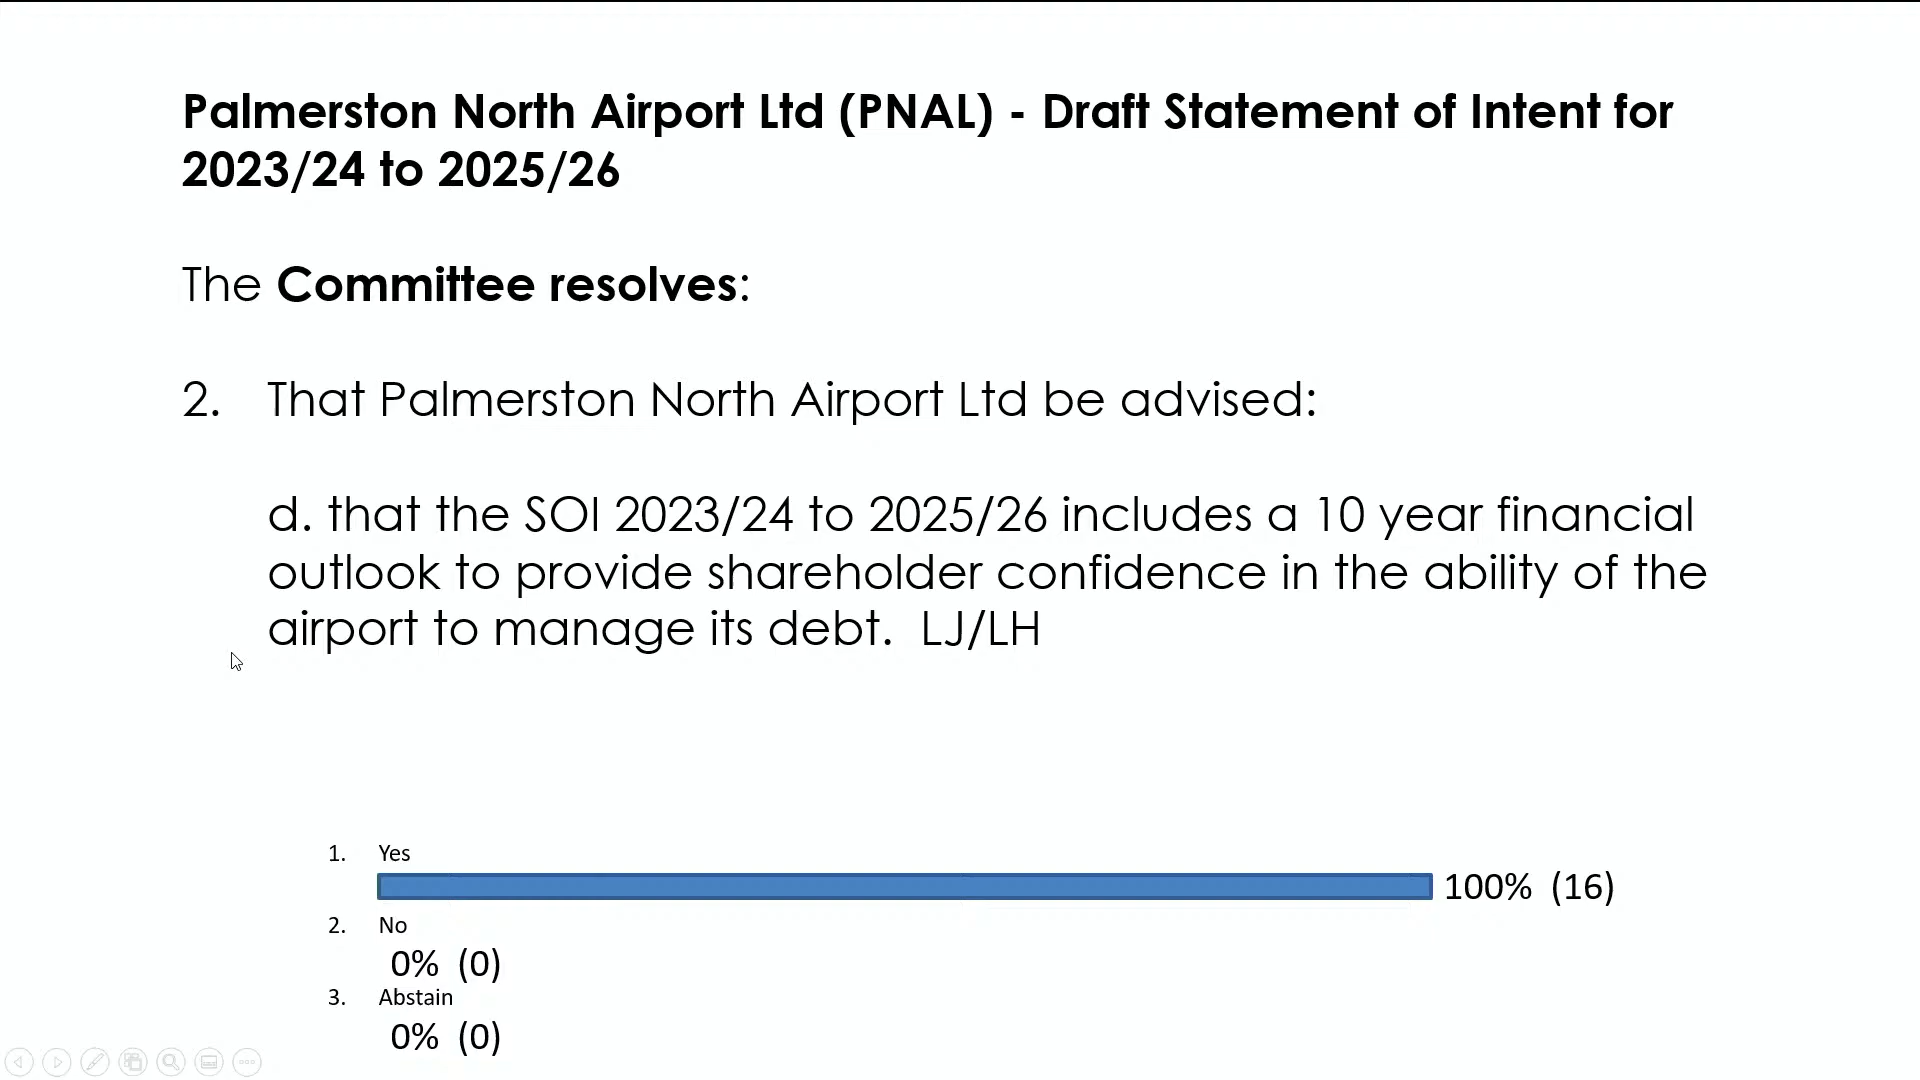 Palmerston North Airport Ltd (PNAL) - Draft Statement of Intent for
2023/24 to 2025/26
The Committee resolves:
2. That Palmerston North Airport Ltd be advised:
d. that the SOI 2023/24 to 2025/26 includes a 10 year financial
outlook to provide shareholder confidence in the ability of the
airport to manage its debt. LJ/LH
1. Yes
100% (16)
2. No
0% (0)
3. Abstain
0% (0)